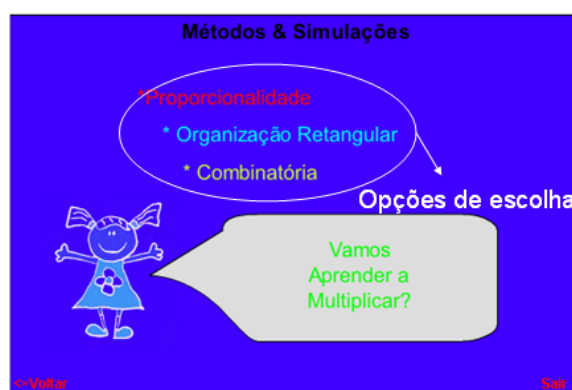 Métodos & Simulações
*Proporcionalidade
* Organização Retangular
* Combinatória
Opções de escolha
Vamos
Aprender a
Multiplicar?
<=Voltar
Sair